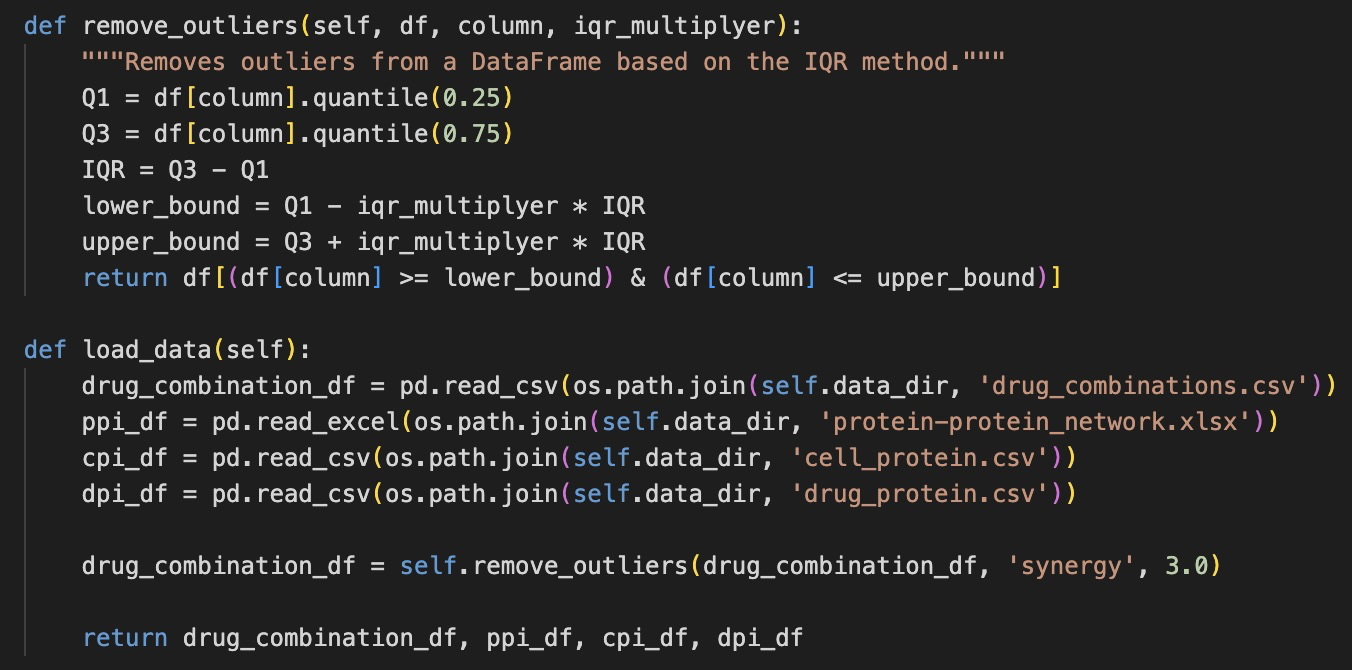 def remove_outliers(self, df, column, iqr_multiplyer):
    """Removes outliers from a DataFrame based on the IQR method."""
    Q1 = df[column].quantile(0.25)
    Q3 = df[column].quantile(0.75)
    IQR = Q3 - Q1
    lower_bound = Q1 - iqr_multiplyer * IQR
    upper_bound = Q3 + iqr_multiplyer * IQR
    return df[(df[column] >= lower_bound) & (df[column] <= upper_bound)]

def load_data(self):
    drug_combination_df = pd.read_csv(os.path.join(self.data_dir, 'drug_combinations.csv'))
    ppi_df = pd.read_excel(os.path.join(self.data_dir, 'protein-protein_network.xlsx'))
    cpi_df = pd.read_csv(os.path.join(self.data_dir, 'cell_protein.csv'))
    dpi_df = pd.read_csv(os.path.join(self.data_dir, 'drug_protein.csv'))

    drug_combination_df = self.remove_outliers(drug_combination_df, 'synergy', 3.0)

    return drug_combination_df, ppi_df, cpi_df, dpi_df